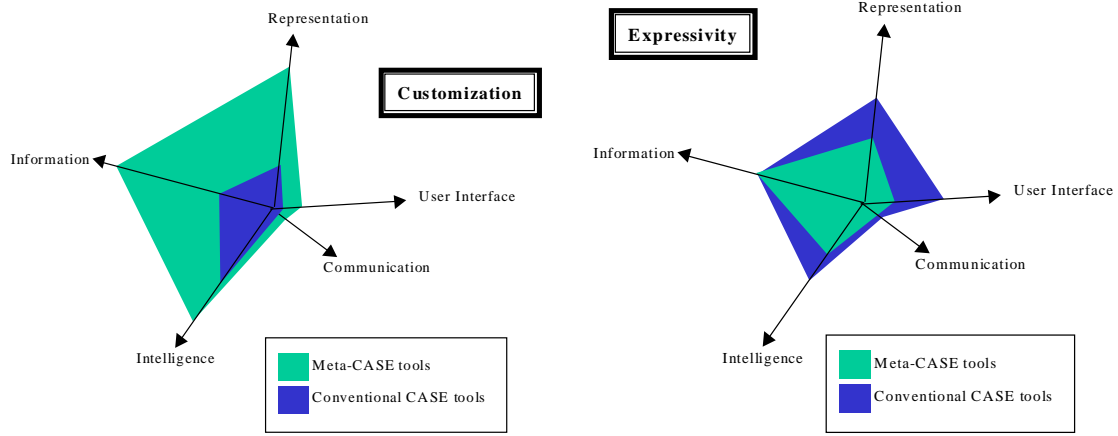 Representation
Customization
Information
User Interface
Communication
Intelligence
Meta-CASE tools
Conventional CASE tools
Representation
Expressivity
Information
User Interface
Communication
Intelligence
Meta-CASE tools
Conventional CASE tools